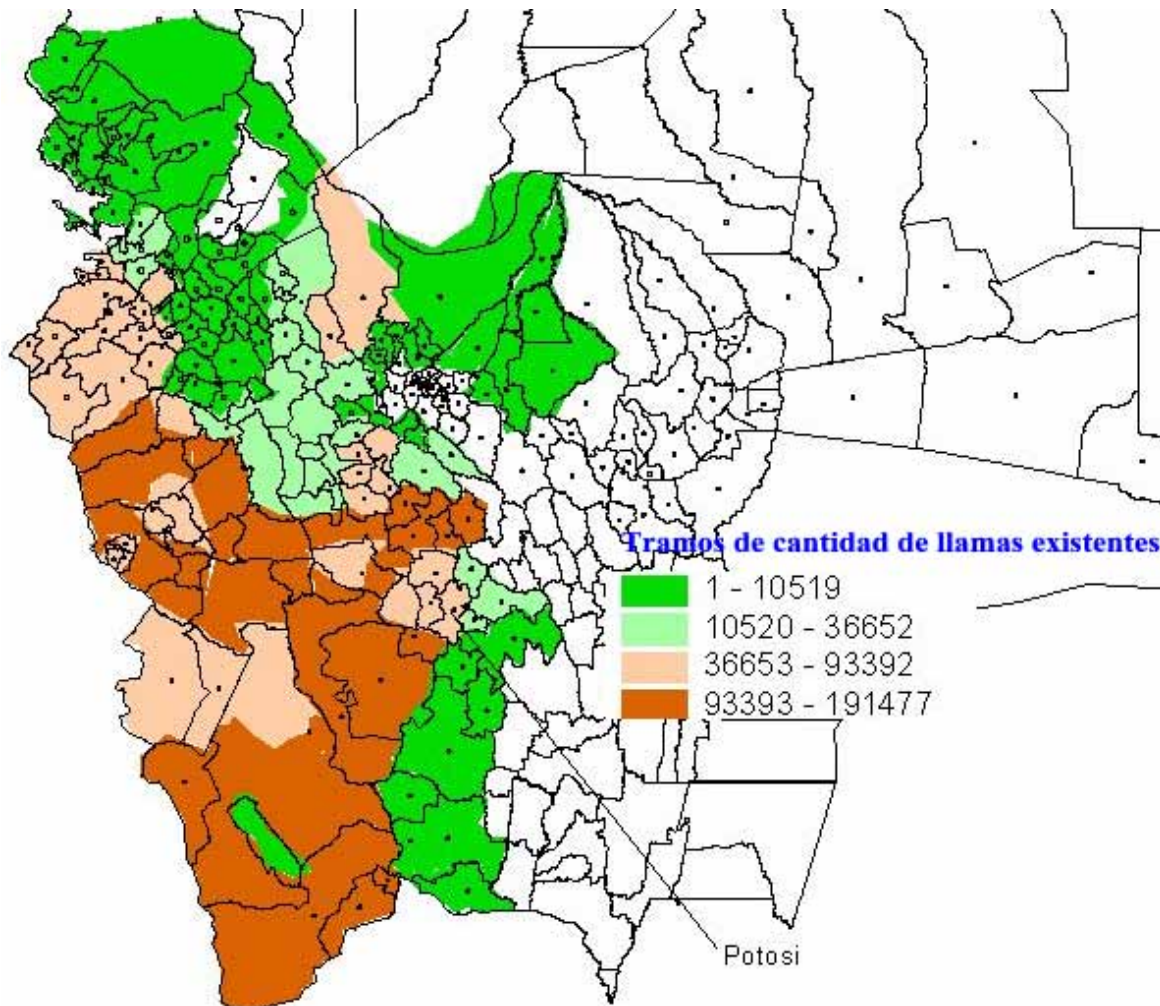 Tramos de cantidad de llamas existentes
1 - 10519
10520 - 36652
36653 - 93392
93393 - 191477
Potosi